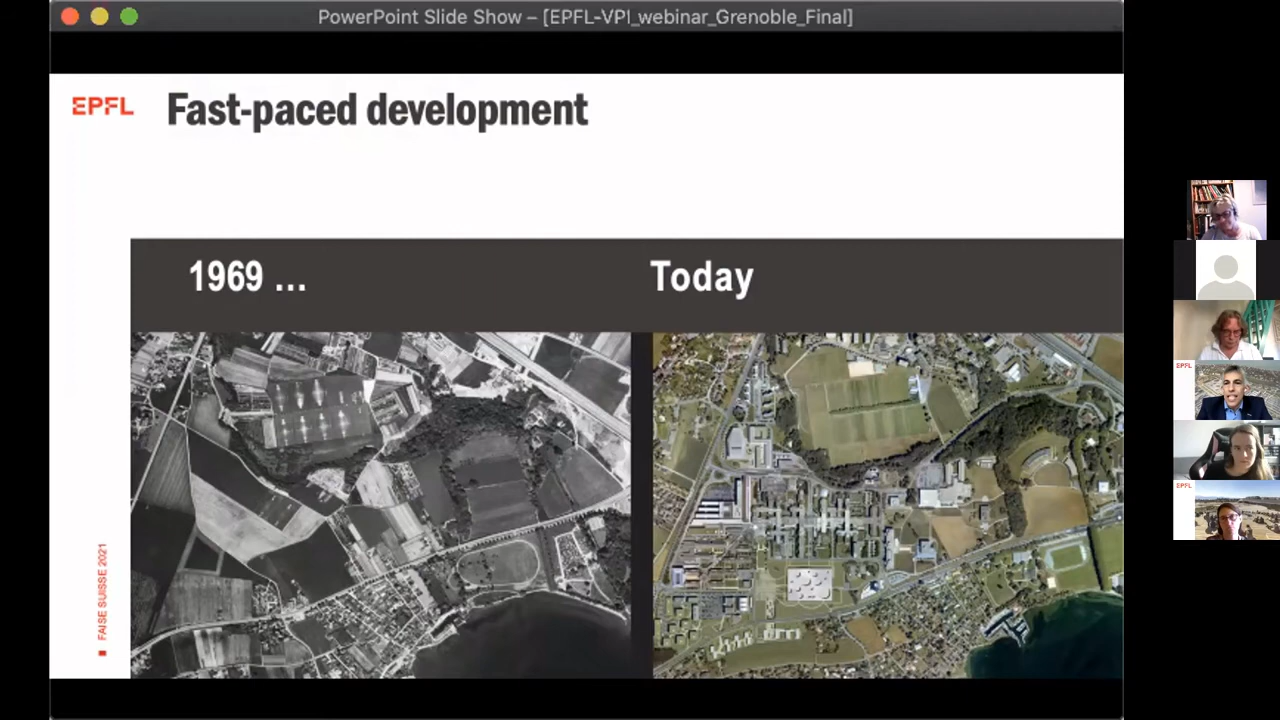 PowerPoint Slide Show – [EPFL-VPI_webinar_Grenoble_Final]
EPFL
Fast-paced development
1969 ...
Today
FAISE SUISSE 2021
EPFL
EPFL